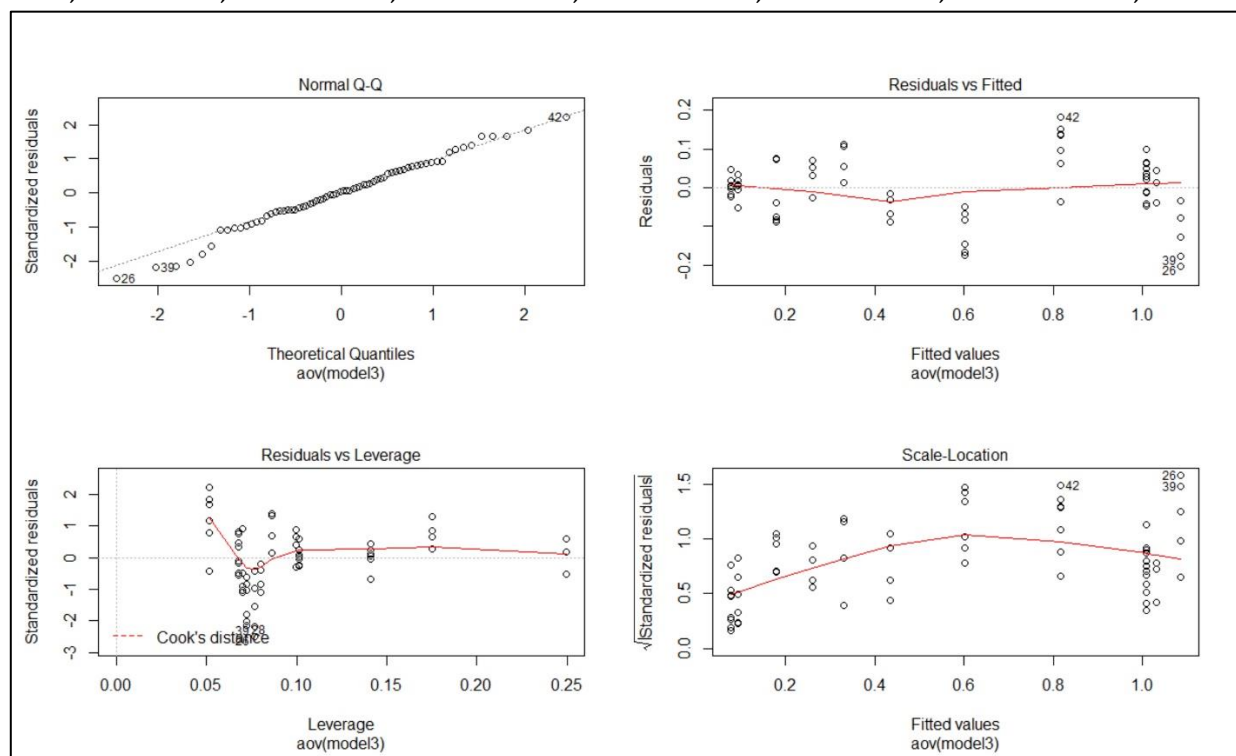 Normal Q-Q
Standardized residuals
2
1
0
-1
-2
26
39
42
-2
-1
0
1
2
Theoretical Quantiles
aov(model3)
Residuals vs Fitted
Residuals
0.2
0.1
0.0
-0.2
42
39
26
0.2
0.4
0.6
0.8
1.0
Fitted values
aov(model3)
Residuals vs Leverage
Standardized residuals
2
1
0
-1
-2
-3
Cook's distance
0.00
0.05
0.10
0.15
0.20
0.25
Leverage
aov(model3)
Scale-Location
√|Standardized residuals|
1.5
1.0
0.5
0.0
42
26
39
0.2
0.4
0.6
0.8
1.0
Fitted values
aov(model3)